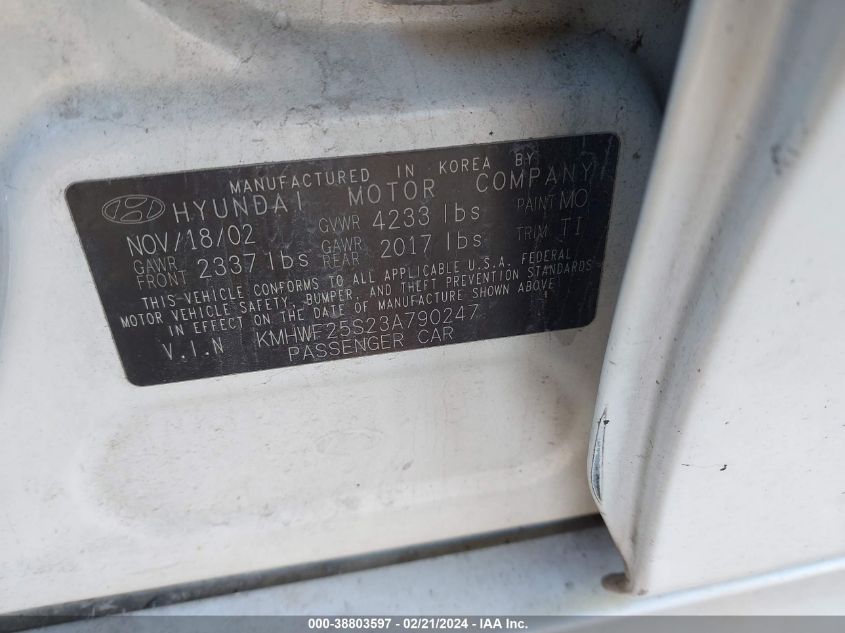 MANUFACTURED IN KOREA BY
HYUNDAI MOTOR COMPANY
NOV/18/02 GVWR 4233 lbs PAINT MO
GAWR FRONT 2337 lbs GAWR REAR 2017 lbs TRIM TI
THIS VEHICLE CONFORMS TO ALL APPLICABLE U.S.A. FEDERAL
MOTOR VEHICLE SAFETY, BUMPER, AND THEFT PREVENTION STANDARDS
IN EFFECT ON THE DATE OF MANUFACTURE SHOWN ABOVE
V.I.N KMHWF25S23A790247
PASSENGER CAR
000-38803597 - 02/21/2024 - IAA Inc.